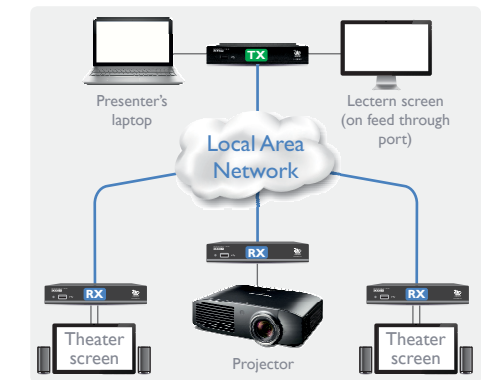 TX
Presenter's
laptop
Lectern screen
(on feed through
port)
Local Area
Network
RX
RX
RX
Theater
screen
Projector
Theater
screen